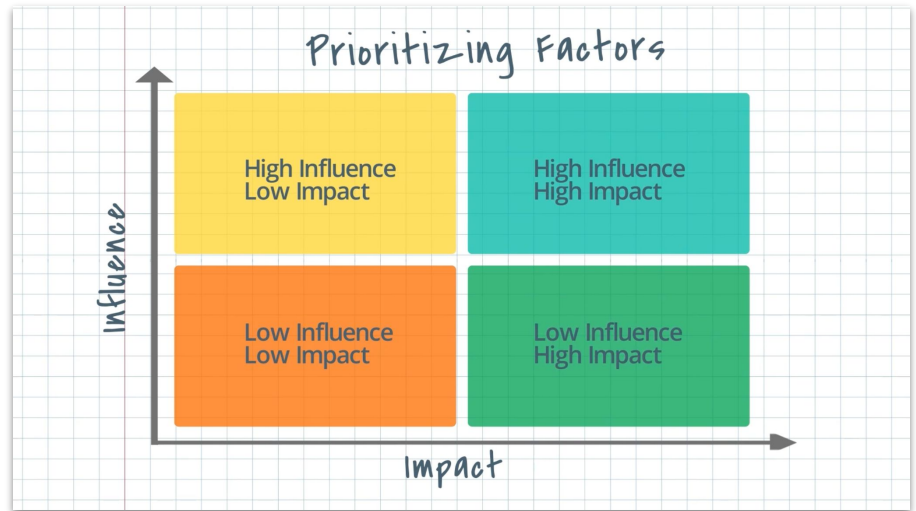 Prioritizing Factors
High Influence
Low Impact
High Influence
High Impact
Influence
Low Influence
Low Impact
Low Influence
High Impact
Impact